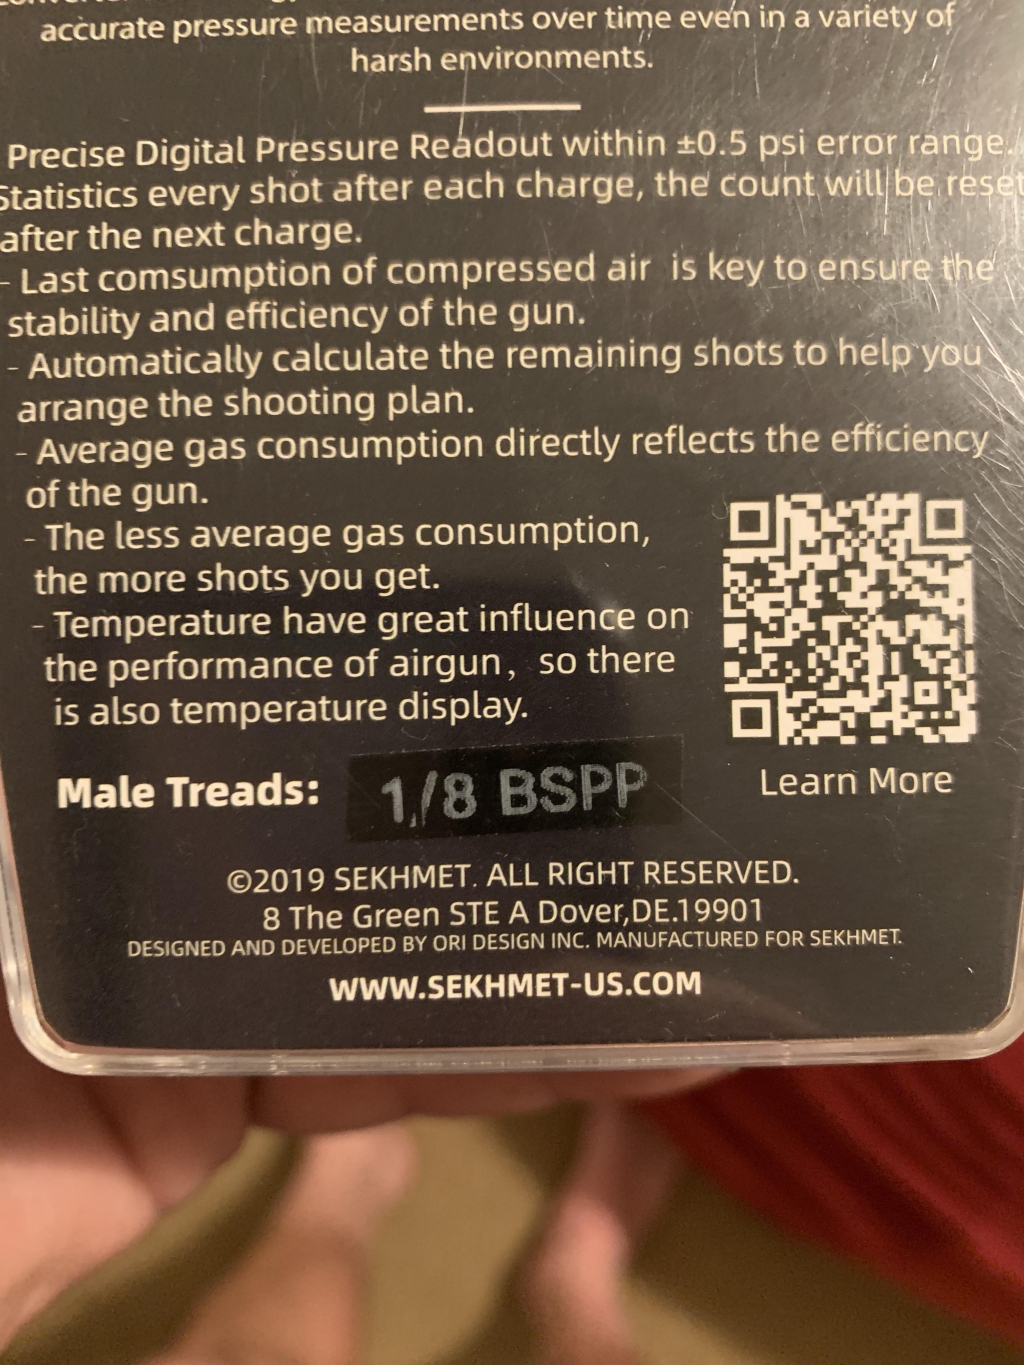 accurate pressure measurements over time even in a variety of
harsh environments.
Precise Digital Pressure Readout within ±0.5 psi error range.
Statistics every shot after each charge, the count will be reset
after the next charge.
- Last comsumption of compressed air is key to ensure the
stability and efficiency of the gun.
- Automatically calculate the remaining shots to help you
arrange the shooting plan.
- Average gas consumption directly reflects the efficiency
of the gun.
- The less average gas consumption,
the more shots you get.
- Temperature have great influence on
the performance of airgun, so there
is also temperature display.
Learn More
Male Treads: 1/8 BSPP
©2019 SEKHMET. ALL RIGHT RESERVED.
8 The Green STE A Dover,DE.19901
DESIGNED AND DEVELOPED BY ORI DESIGN INC. MANUFACTURED FOR SEKHMET.
WWW.SEKHMET-US.COM